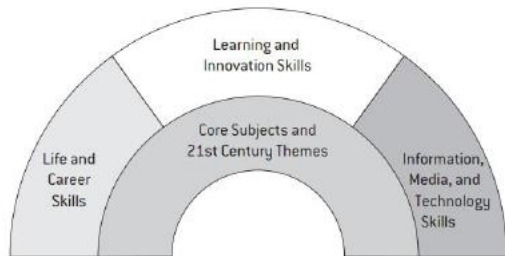 Learning and
Innovation Skills
Core Subjects and
21st Century Themes
Life and
Career
Skills
Information,
Media, and
Technology
Skills